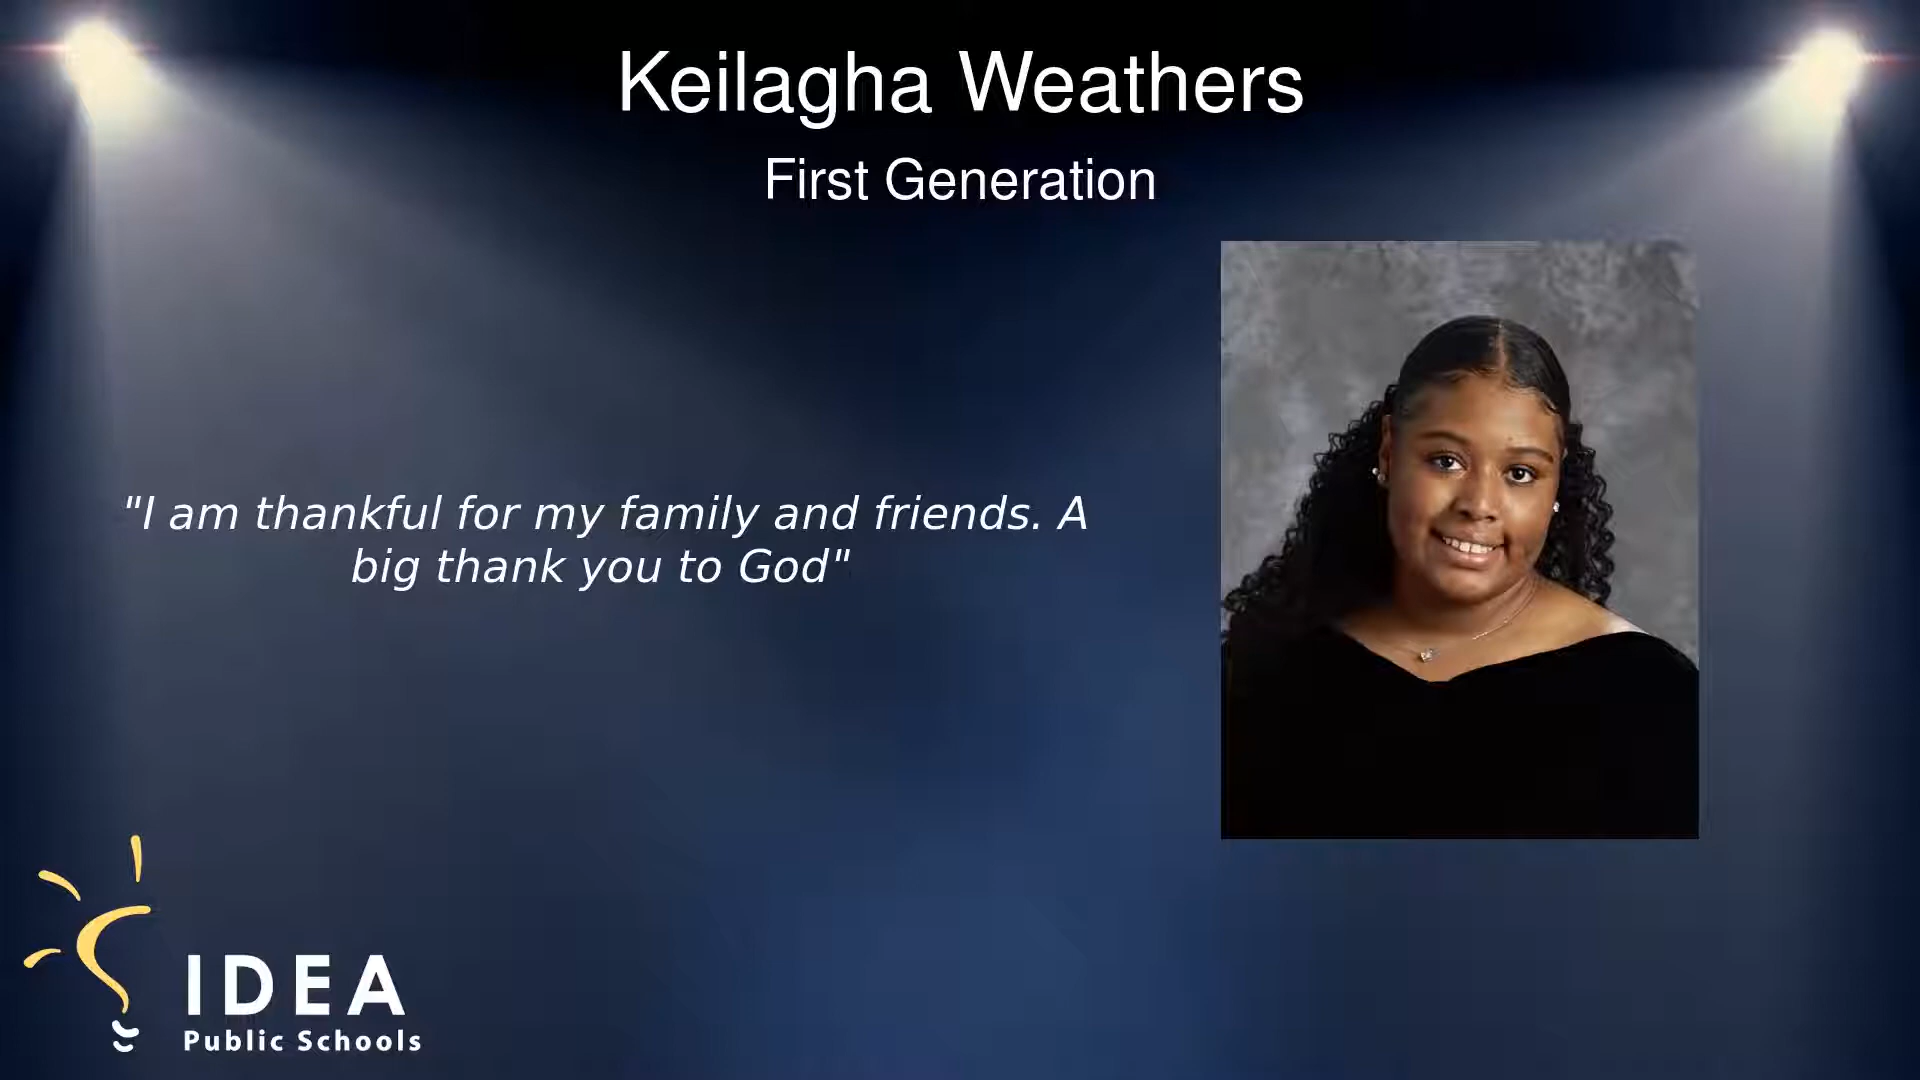 Keilagha Weathers
First Generation
"I am thankful for my family and friends. A
big thank you to God"
IDEA
Public Schools